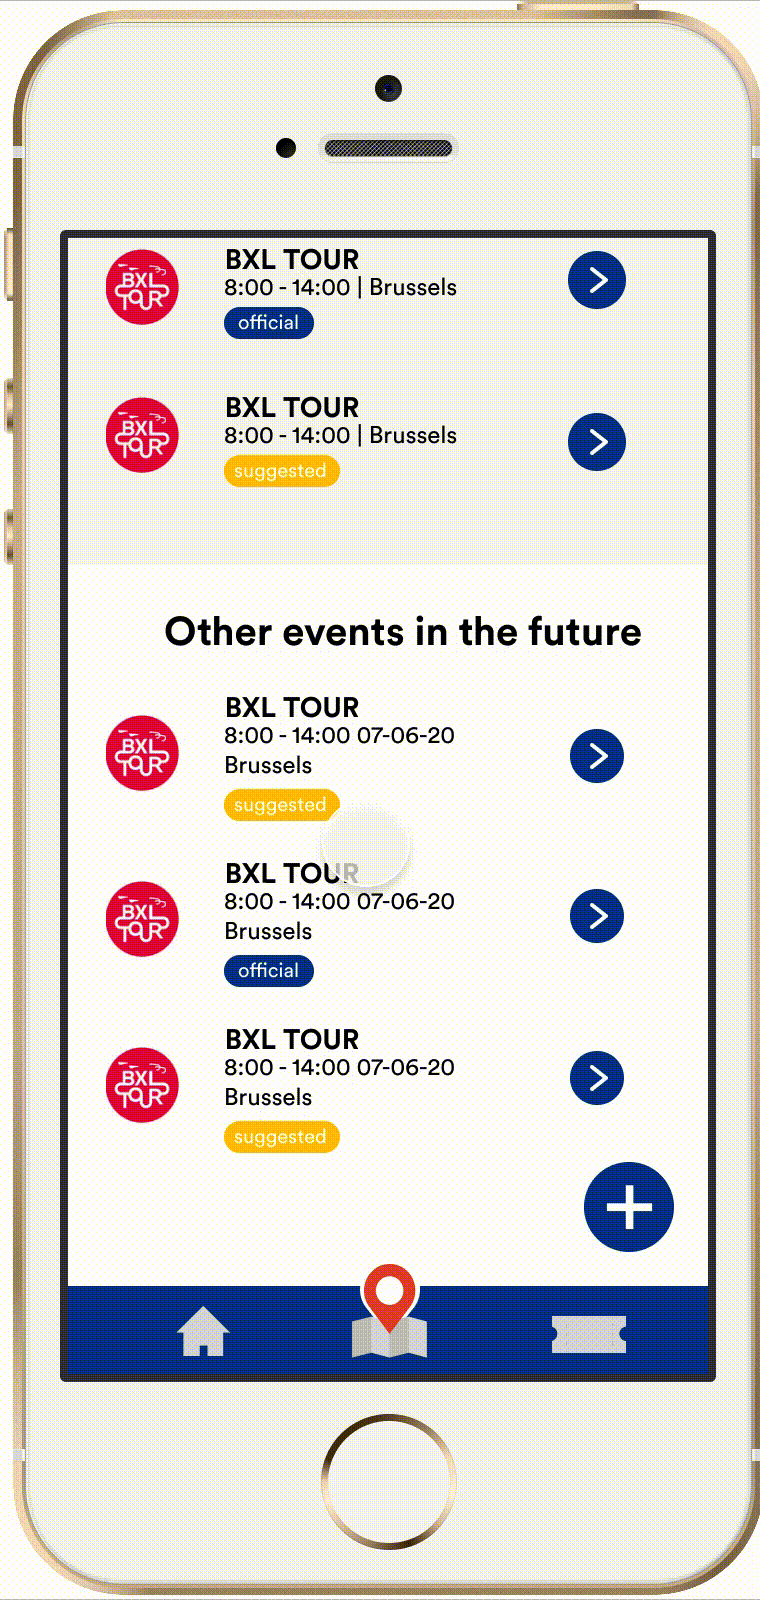 BXL TOUR
BXL TOUR
8:00 - 14:00 | Brussels
official
BXL TOUR
BXL TOUR
8:00 - 14:00 | Brussels
suggested
Other events in the future
BXL TOUR
BXL TOUR
8:00 - 14:00 07-06-20
Brussels
suggested
BXL TOUR
BXL TOUR
8:00 - 14:00 07-06-20
Brussels
official
BXL TOUR
BXL TOUR
8:00 - 14:00 07-06-20
Brussels
suggested